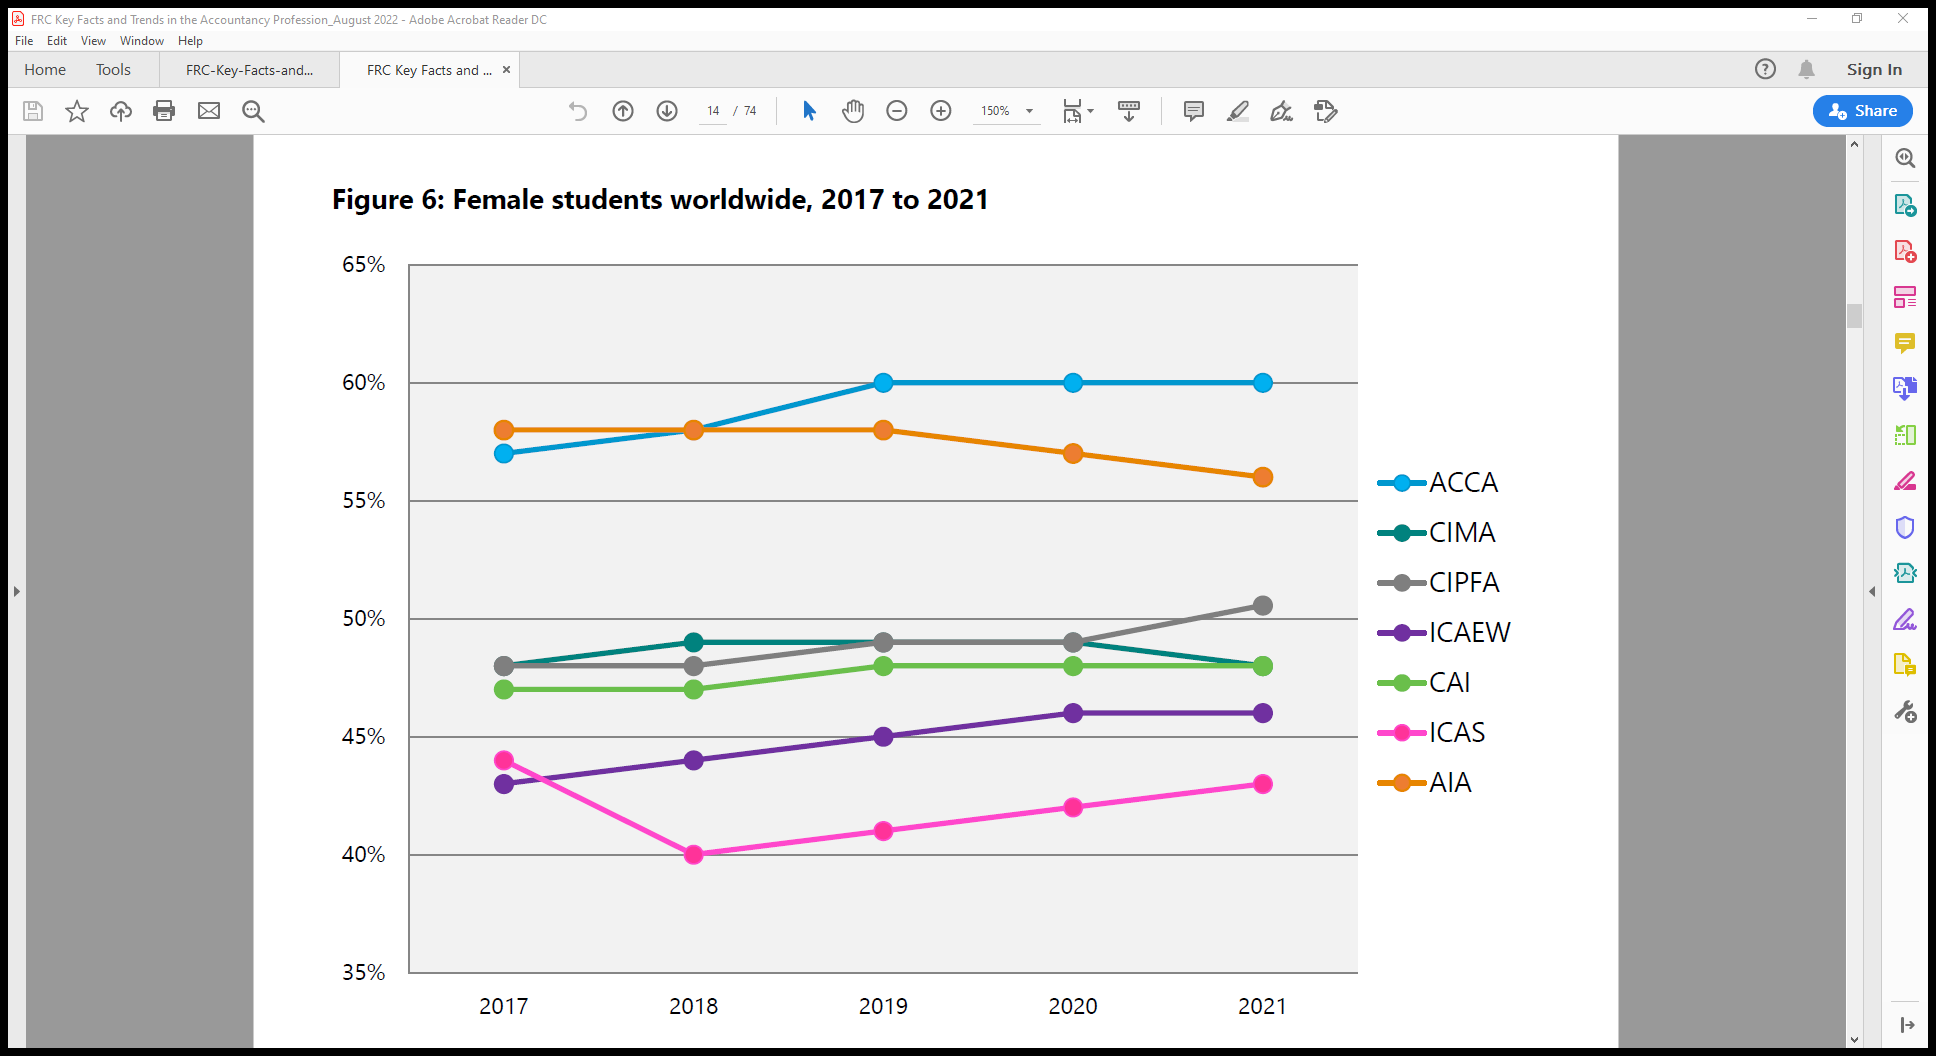 FRC Key Facts and Trends in the Accountancy Profession_August 2022 - Adobe Acrobat Reader DC
File Edit View Window Help
Home Tools FRC-Key-Facts-and... FRC Key Facts and ... × Sign In
14 / 74 150% Share
Figure 6: Female students worldwide, 2017 to 2021
65%
60%
55%
50%
45%
40%
35%
2017 2018 2019 2020 2021
ACCA
CIMA
CIPFA
ICAEW
CAI
ICAS
AIA